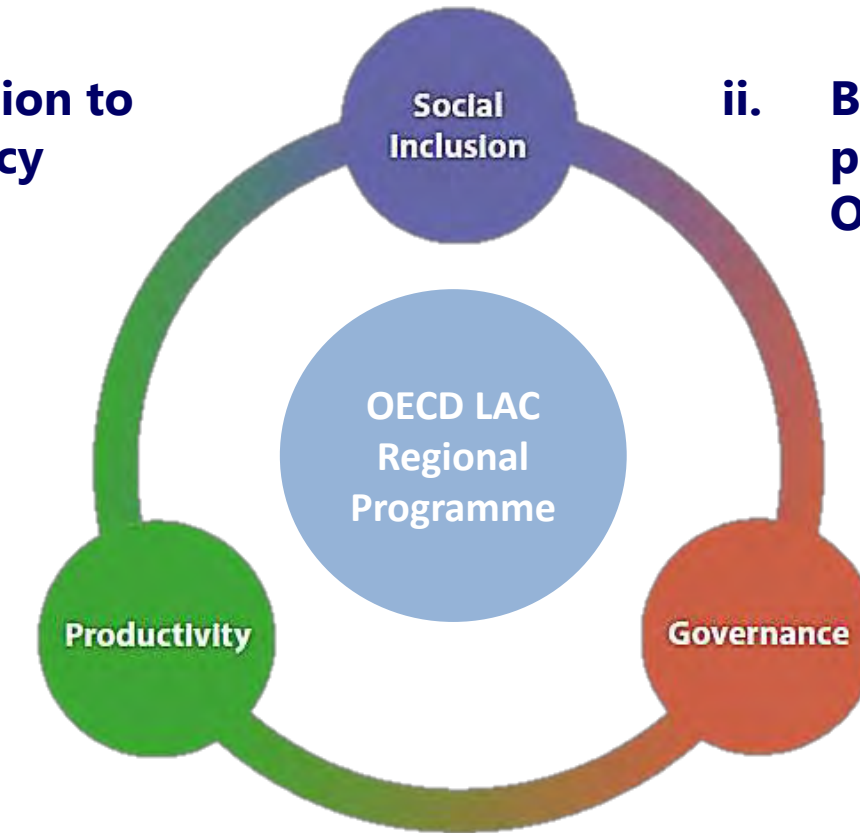 ion to
cy
Social
Inclusion
ii. B
p
O
OECD LAC
Regional
Programme
Productivity
Governance